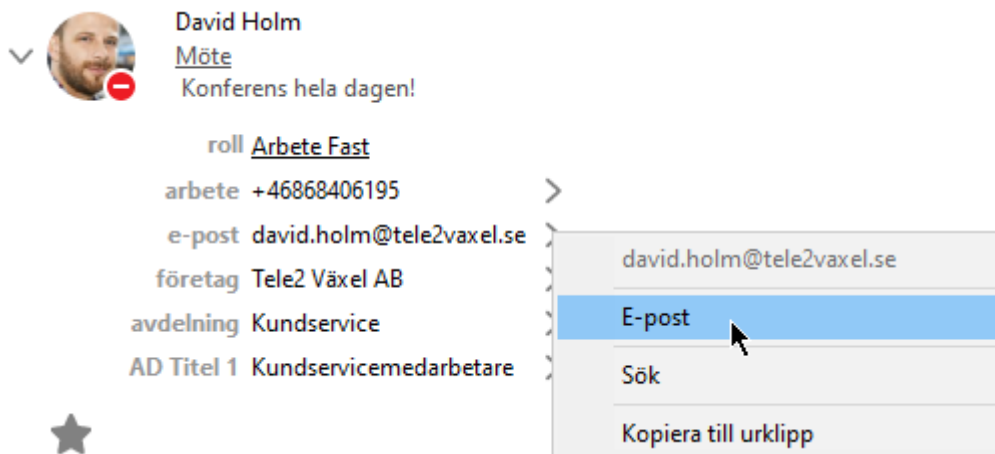 David Holm
Möte
Konferens hela dagen!
roll Arbete Fast
arbete +46868406195
e-post david.holm@tele2vaxel.se
företag Tele2 Växel AB
avdelning Kundservice
AD Titel 1 Kundservicemedarbetare
david.holm@tele2vaxel.se
E-post
Sök
Kopiera till urklipp